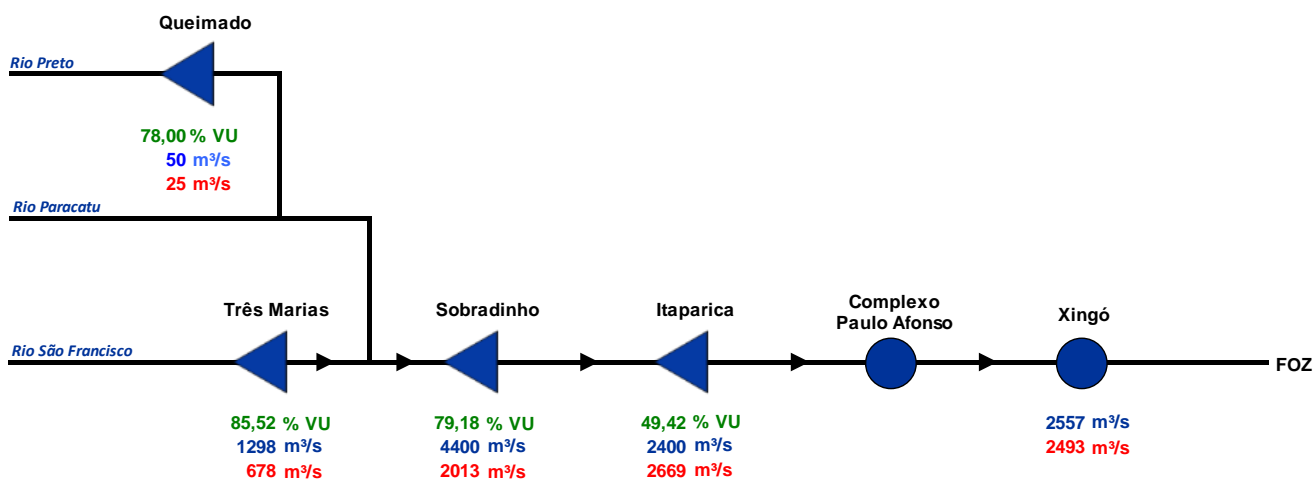 Queimado
Rio Preto
78,00 % VU
50 m³/s
25 m³/s
Rio Paracatu
Três Marias
Sobradinho
Itaparica
Complexo
Paulo Afonso
Xingó
Rio São Francisco
FOZ
85,52 % VU
1298 m³/s
678 m³/s
79,18 % VU
4400 m³/s
2013 m³/s
49,42 % VU
2400 m³/s
2669 m³/s
2557 m³/s
2493 m³/s